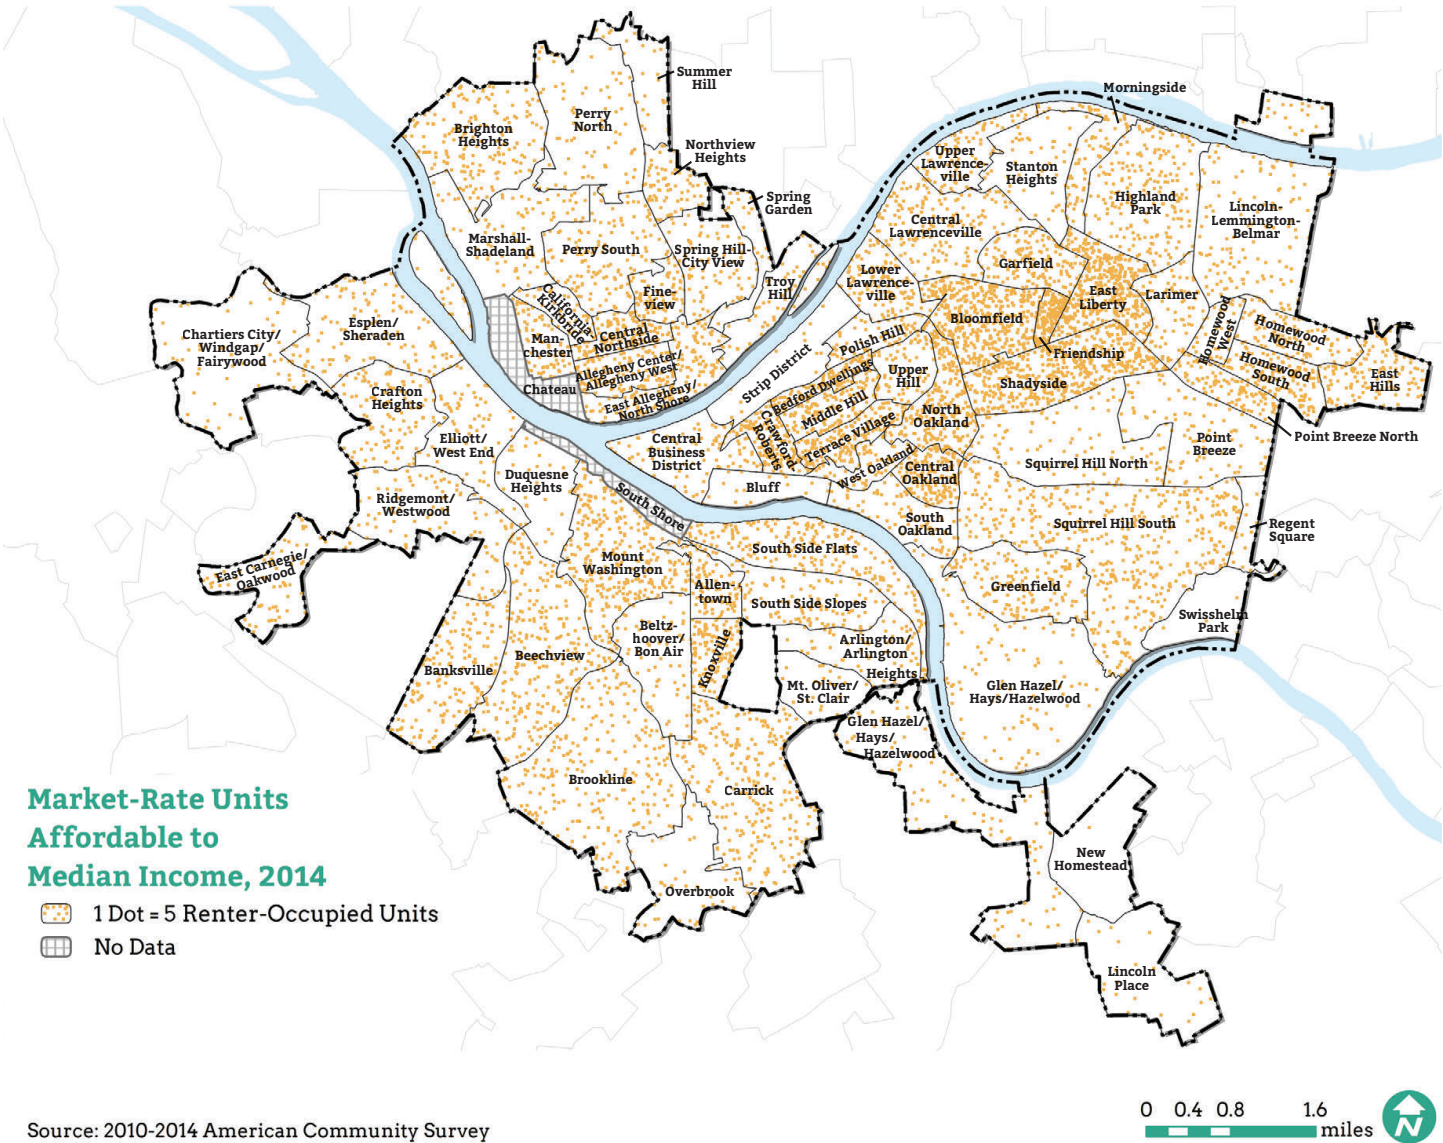 Summer
Hill
Perry
North
Brighton
Heights
Northview
Heights
Spring
Garden
Marshall-
Shadeland
Perry South
Spring Hill-
City View
Troy
Hill
Fine-
view
California-
Kirkbride
Central
Northside
Man-
chester
Allegheny Center/
Allegheny West
Chateau
East Allegheny/
North Shore
Morningside
Upper
Lawrence-
ville
Stanton
Heights
Highland
Park
Lincoln-
Lemmington-
Belmar
Central
Lawrenceville
Garfield
Lower
Lawrence-
ville
East
Liberty
Larimer
Bloomfield
Friendship
Homewood
West
Homewood
North
Homewood
South
East
Hills
Polish Hill
Strip District
Bedford Dwellings
Upper
Hill
Shadyside
Middle Hill
Crawford-
Roberts
Terrace Village
North
Oakland
Point Breeze North
Point
Breeze
Central
Business
District
West Oakland
Central
Oakland
Squirrel Hill North
Bluff
South
Oakland
Squirrel Hill South
Regent
Square
Greenfield
Swisshelm
Park
Chartiers City/
Windgap/
Fairywood
Esplen/
Sheraden
Crafton
Heights
Elliott/
West End
Duquesne
Heights
Ridgemont/
Westwood
South Shore
East Carnegie/
Oakwood
Mount
Washington
South Side Flats
Allen-
town
South Side Slopes
Beltz-
hoover/
Bon Air
Knoxville
Arlington/
Arlington
Heights
Banksville
Beechview
Mt. Oliver/
St. Clair
Glen Hazel/
Hays/Hazelwood
Glen Hazel/
Hays/
Hazelwood
Brookline
Carrick
Overbrook
New
Homestead
Lincoln
Place
Market-Rate Units
Affordable to
Median Income, 2014
1 Dot = 5 Renter-Occupied Units
No Data
Source: 2010-2014 American Community Survey
0 0.4 0.8 1.6
miles
N